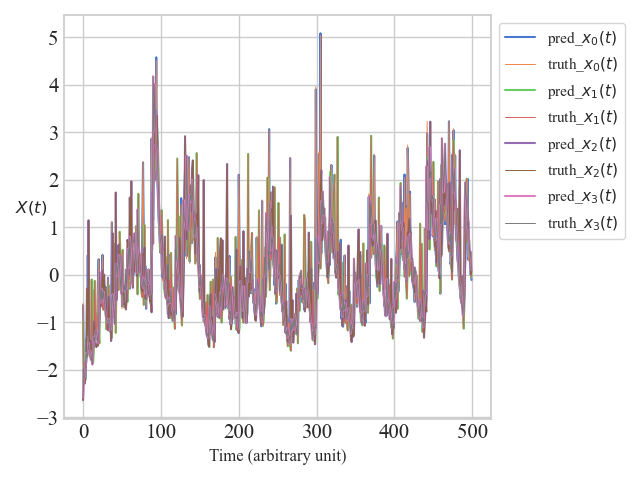 5
4
3
2
1
0
−1
−2
−3
X(t)
0 100 200 300 400 500
Time (arbitrary unit)
pred_x₀(t)
truth_x₀(t)
pred_x₁(t)
truth_x₁(t)
pred_x₂(t)
truth_x₂(t)
pred_x₃(t)
truth_x₃(t)